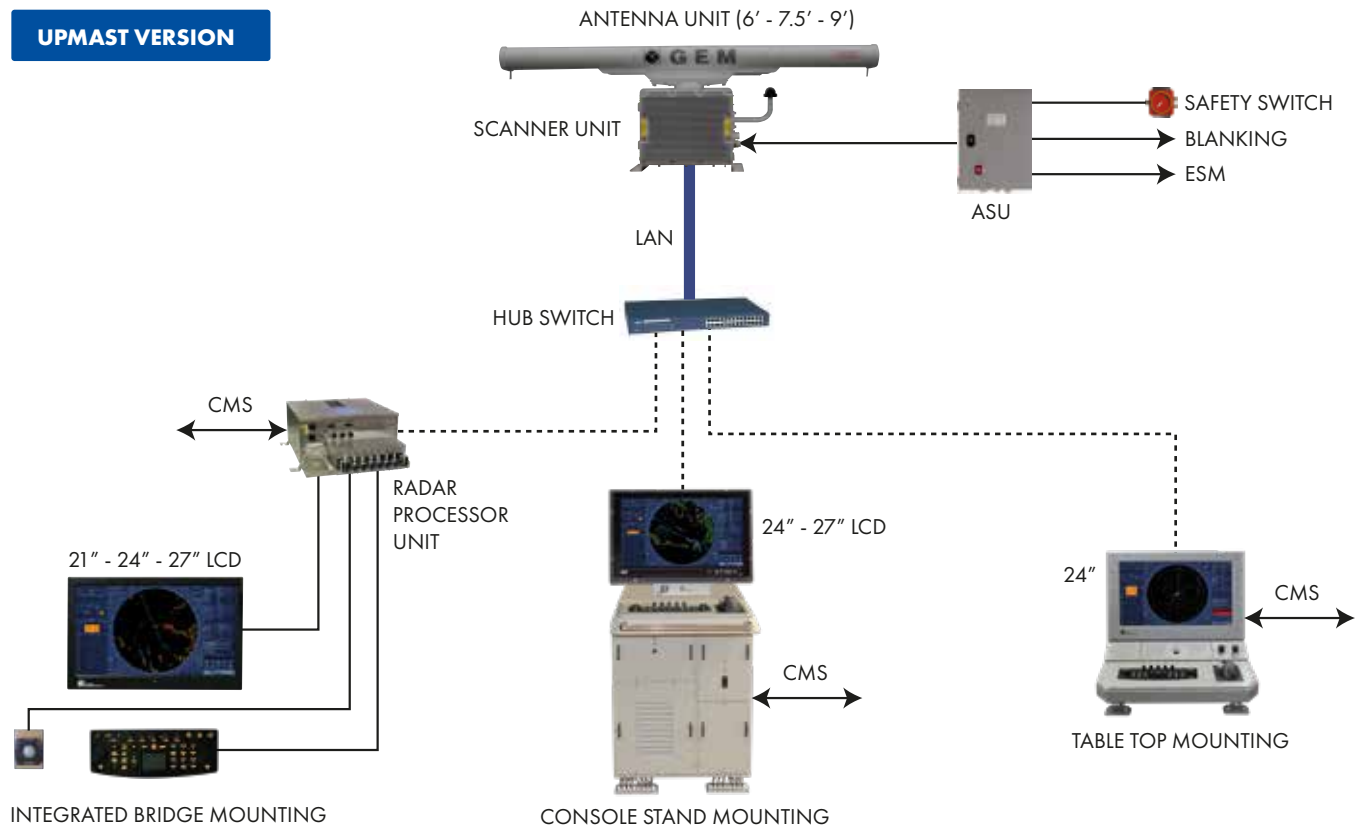 UPMAST VERSION
ANTENNA UNIT (6’ - 7.5’ - 9’)
GEM
SCANNER UNIT
SAFETY SWITCH
BLANKING
ESM
ASU
LAN
HUB SWITCH
CMS
RADAR
PROCESSOR
UNIT
21” - 24” - 27” LCD
24” - 27” LCD
24”
CMS
CMS
TABLE TOP MOUNTING
INTEGRATED BRIDGE MOUNTING
CONSOLE STAND MOUNTING